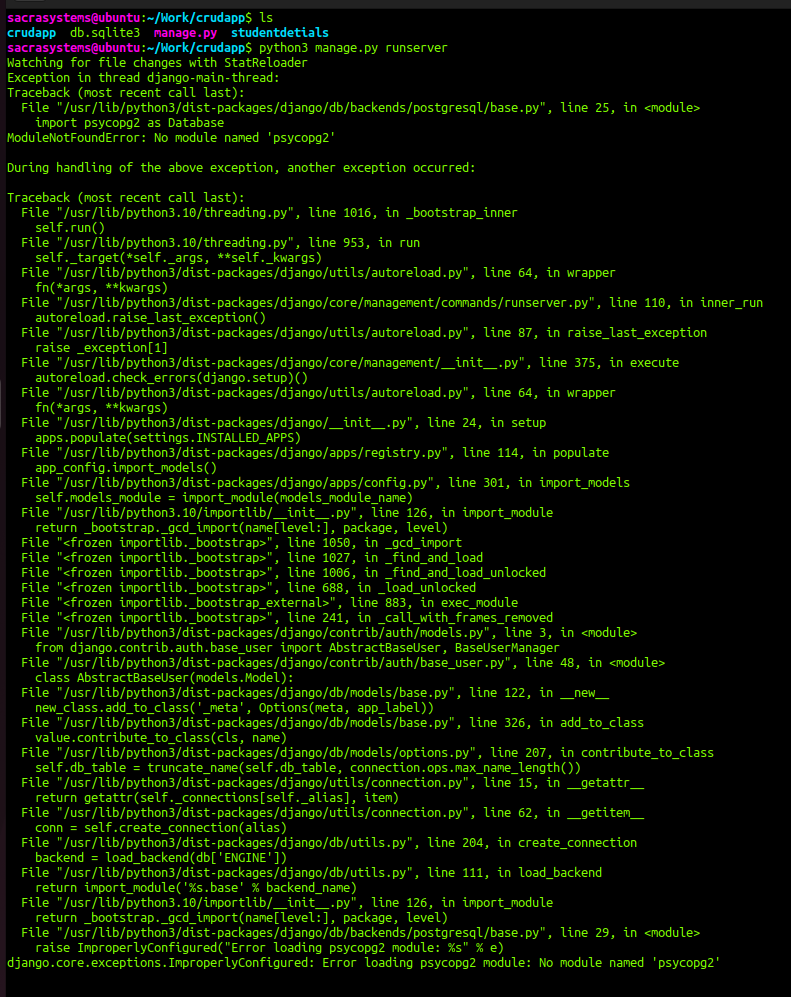 sacrasystems@ubuntu:~/Work/crudapp$ ls
crudapp  db.sqlite3  manage.py  studentdetials
sacrasystems@ubuntu:~/Work/crudapp$ python3 manage.py runserver
Watching for file changes with StatReloader
Exception in thread django-main-thread:
Traceback (most recent call last):
  File "/usr/lib/python3/dist-packages/django/db/backends/postgresql/base.py", line 25, in <module>
    import psycopg2 as Database
ModuleNotFoundError: No module named 'psycopg2'

During handling of the above exception, another exception occurred:

Traceback (most recent call last):
  File "/usr/lib/python3.10/threading.py", line 1016, in _bootstrap_inner
    self.run()
  File "/usr/lib/python3.10/threading.py", line 953, in run
    self._target(*self._args, **self._kwargs)
  File "/usr/lib/python3/dist-packages/django/utils/autoreload.py", line 64, in wrapper
    fn(*args, **kwargs)
  File "/usr/lib/python3/dist-packages/django/core/management/commands/runserver.py", line 110, in inner_run
    autoreload.raise_last_exception()
  File "/usr/lib/python3/dist-packages/django/utils/autoreload.py", line 87, in raise_last_exception
    raise _exception[1]
  File "/usr/lib/python3/dist-packages/django/core/management/__init__.py", line 375, in execute
    autoreload.check_errors(django.setup)()
  File "/usr/lib/python3/dist-packages/django/utils/autoreload.py", line 64, in wrapper
    fn(*args, **kwargs)
  File "/usr/lib/python3/dist-packages/django/__init__.py", line 24, in setup
    apps.populate(settings.INSTALLED_APPS)
  File "/usr/lib/python3/dist-packages/django/apps/registry.py", line 114, in populate
    app_config.import_models()
  File "/usr/lib/python3/dist-packages/django/apps/config.py", line 301, in import_models
    self.models_module = import_module(models_module_name)
  File "/usr/lib/python3.10/importlib/__init__.py", line 126, in import_module
    return _bootstrap._gcd_import(name[level:], package, level)
  File "<frozen importlib._bootstrap>", line 1050, in _gcd_import
  File "<frozen importlib._bootstrap>", line 1027, in _find_and_load
  File "<frozen importlib._bootstrap>", line 1006, in _find_and_load_unlocked
  File "<frozen importlib._bootstrap>", line 688, in _load_unlocked
  File "<frozen importlib._bootstrap_external>", line 883, in exec_module
  File "<frozen importlib._bootstrap>", line 241, in _call_with_frames_removed
  File "/usr/lib/python3/dist-packages/django/contrib/auth/models.py", line 3, in <module>
    from django.contrib.auth.base_user import AbstractBaseUser, BaseUserManager
  File "/usr/lib/python3/dist-packages/django/contrib/auth/base_user.py", line 48, in <module>
    class AbstractBaseUser(models.Model):
  File "/usr/lib/python3/dist-packages/django/db/models/base.py", line 122, in __new__
    new_class.add_to_class('_meta', Options(meta, app_label))
  File "/usr/lib/python3/dist-packages/django/db/models/base.py", line 326, in add_to_class
    value.contribute_to_class(cls, name)
  File "/usr/lib/python3/dist-packages/django/db/models/options.py", line 207, in contribute_to_class
    self.db_table = truncate_name(self.db_table, connection.ops.max_name_length())
  File "/usr/lib/python3/dist-packages/django/utils/connection.py", line 15, in __getattr__
    return getattr(self._connections[self._alias], item)
  File "/usr/lib/python3/dist-packages/django/utils/connection.py", line 62, in __getitem__
    conn = self.create_connection(alias)
  File "/usr/lib/python3/dist-packages/django/db/utils.py", line 204, in create_connection
    backend = load_backend(db['ENGINE'])
  File "/usr/lib/python3/dist-packages/django/db/utils.py", line 111, in load_backend
    return import_module('%s.base' % backend_name)
  File "/usr/lib/python3.10/importlib/__init__.py", line 126, in import_module
    return _bootstrap._gcd_import(name[level:], package, level)
  File "/usr/lib/python3/dist-packages/django/db/backends/postgresql/base.py", line 29, in <module>
    raise ImproperlyConfigured("Error loading psycopg2 module: %s" % e)
django.core.exceptions.ImproperlyConfigured: Error loading psycopg2 module: No module named 'psycopg2'